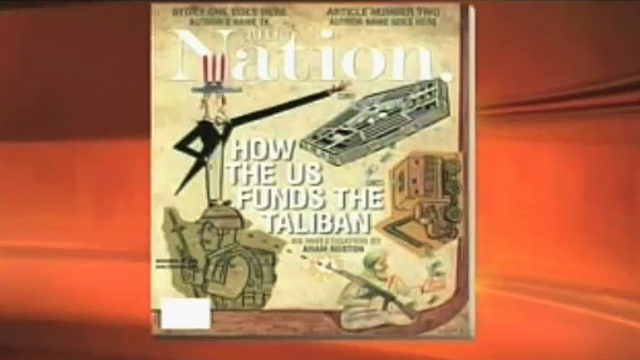 STORY ONE GOES HERE
AUTHOR'S NAME TK
ARTICLE NUMBER TWO
AUTHOR NAME GOES HERE
The Nation.
HOW
THE US
FUNDS THE
TALIBAN
AN INVESTIGATION BY
ARAM ROSTON